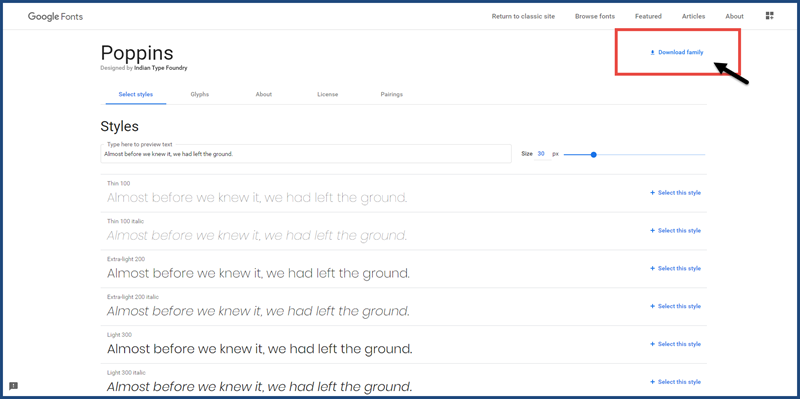 Google Fonts
Return to classic site
Browse fonts
Featured
Articles
About
Poppins
Designed by Indian Type Foundry
Download family
Select styles
Glyphs
About
License
Pairings
Styles
Type here to preview text
Almost before we knew it, we had left the ground.
Size 30 px
Thin 100
Almost before we knew it, we had left the ground.
+ Select this style
Thin 100 italic
Almost before we knew it, we had left the ground.
+ Select this style
Extra-light 200
Almost before we knew it, we had left the ground.
+ Select this style
Extra-light 200 italic
Almost before we knew it, we had left the ground.
+ Select this style
Light 300
Almost before we knew it, we had left the ground.
+ Select this style
Light 300 italic
Almost before we knew it, we had left the ground.
+ Select this style